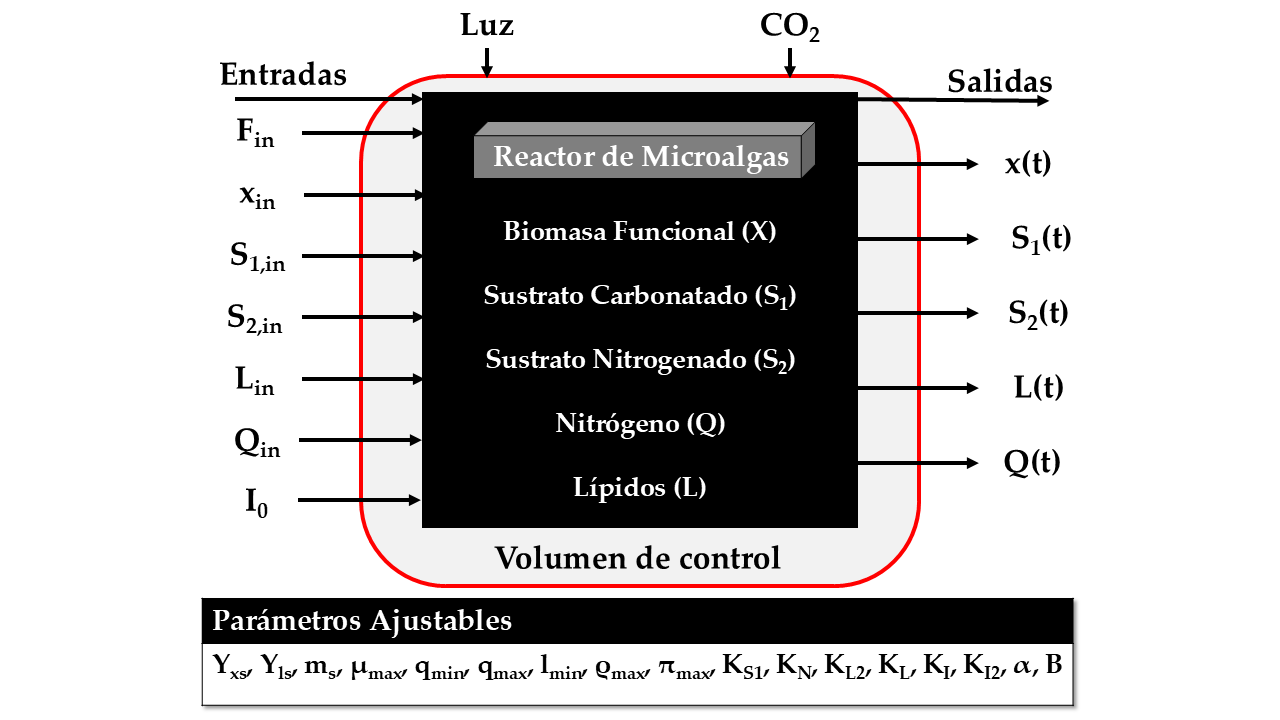 Luz
CO₂
Entradas
Salidas
Fᵢₙ
xᵢₙ
S₁,ᵢₙ
S₂,ᵢₙ
Lᵢₙ
Qᵢₙ
I₀
Reactor de Microalgas
Biomasa Funcional (X)
Sustrato Carbonatado (S₁)
Sustrato Nitrogenado (S₂)
Nitrógeno (Q)
Lípidos (L)
x(t)
S₁(t)
S₂(t)
L(t)
Q(t)
Volumen de control
Parámetros Ajustables
Yxs, Yls, ms, μmax, qmin, qmax, lmin, ϱmax, πmax, KS1, KN, KL2, KL, KI, KI2, α, B